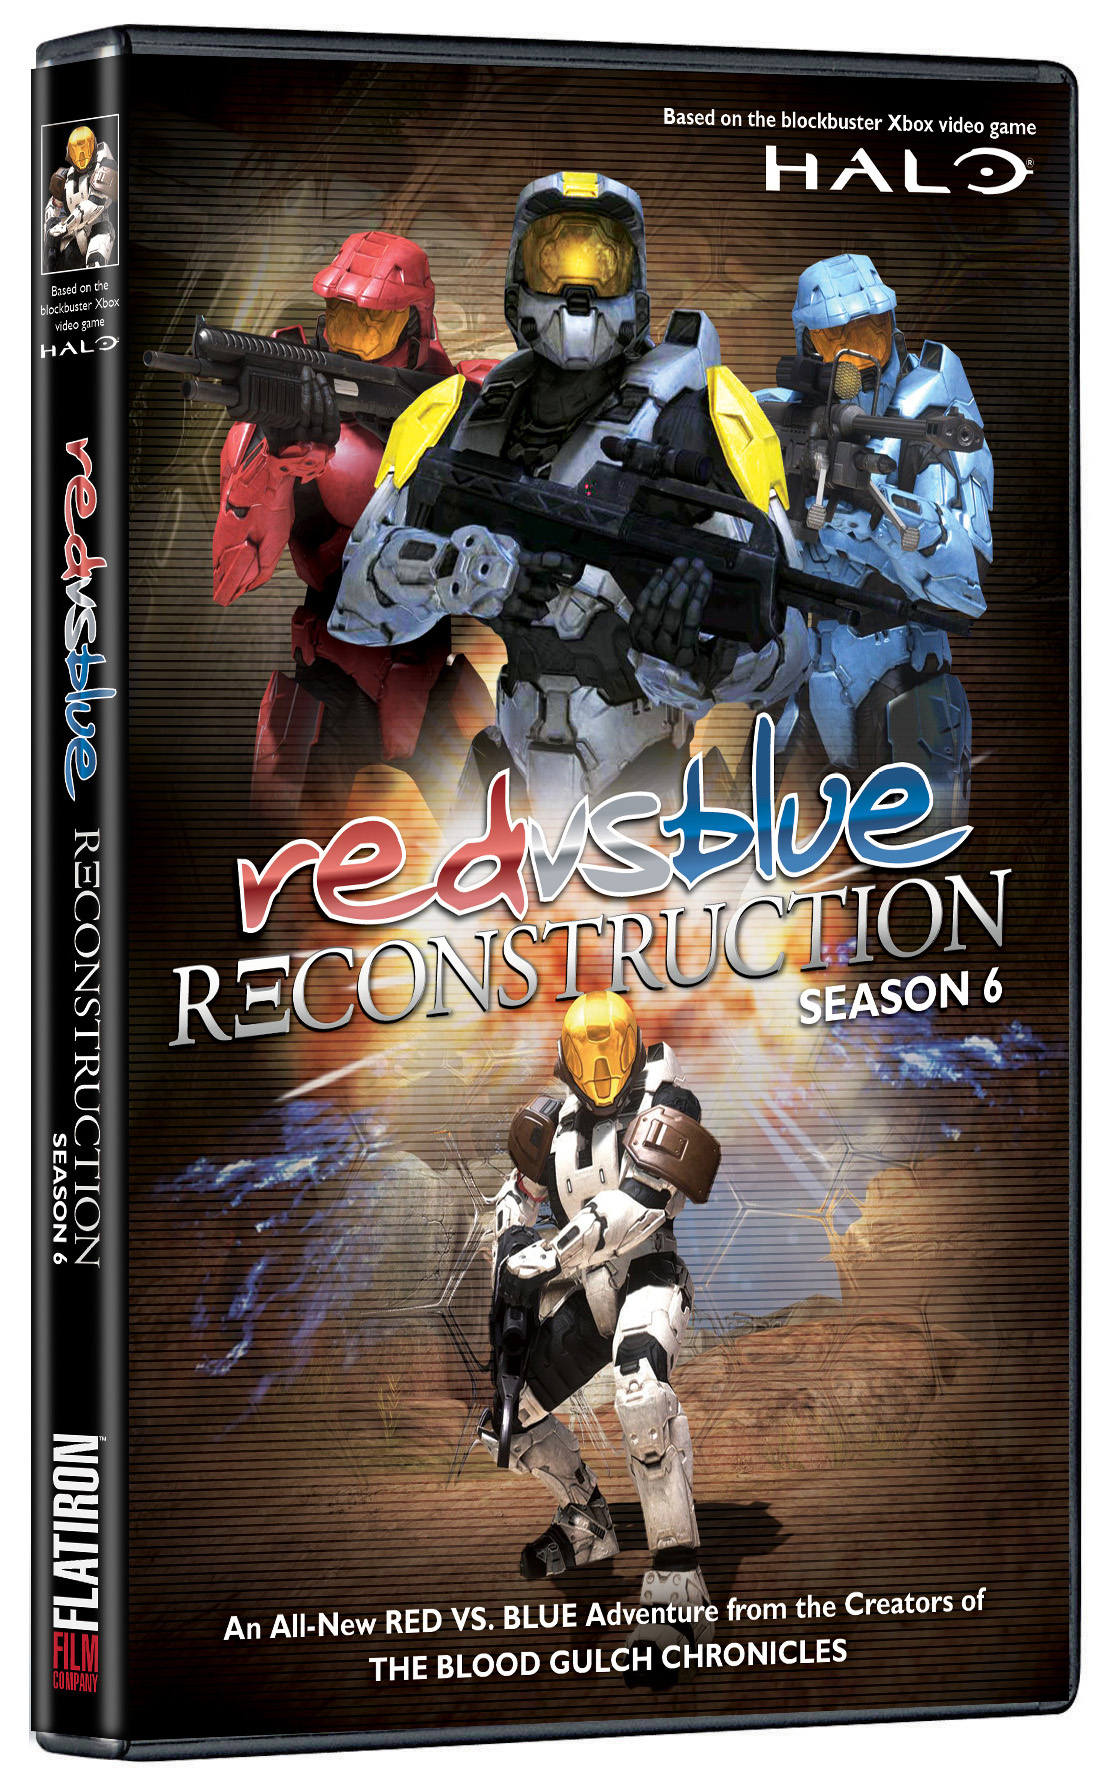 Based on the
blockbuster Xbox
video game
HALO
redvsblue RECONSTRUCTION
SEASON 6
FLATIRON™
FILM
COMPANY
Based on the blockbuster Xbox video game
HALO®
redvsblue
RECONSTRUCTION
SEASON 6
An All-New RED VS. BLUE Adventure from the Creators of
THE BLOOD GULCH CHRONICLES